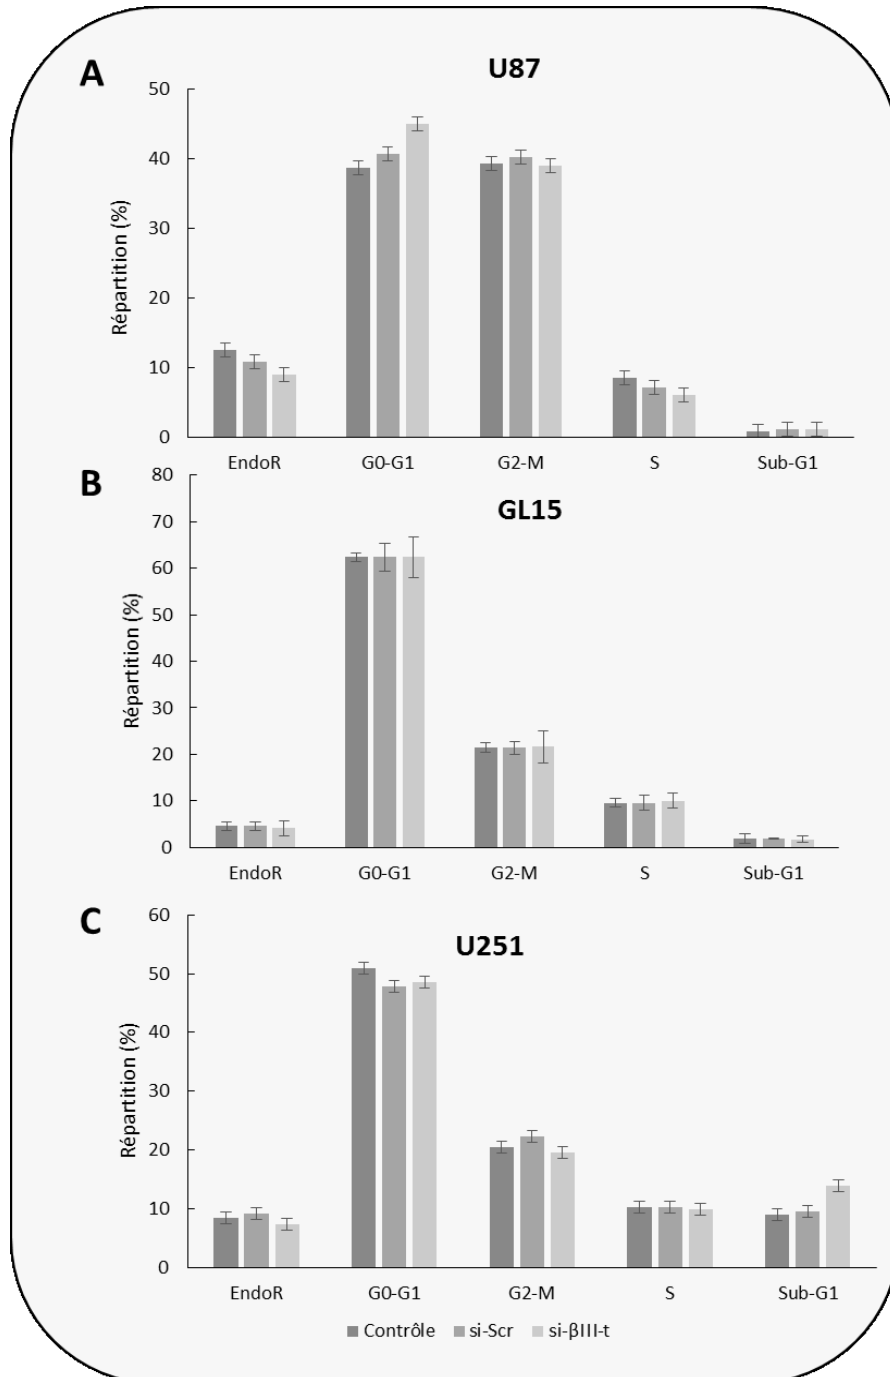 A
U87
50
40
30
20
10
0
Répartition (%)
EndoR G0-G1 G2-M S Sub-G1
B
GL15
80
70
60
50
40
30
20
10
0
Répartition (%)
EndoR G0-G1 G2-M S Sub-G1
C
U251
60
50
40
30
20
10
0
Répartition (%)
EndoR G0-G1 G2-M S Sub-G1
Contrôle si-Scr si-βIII-t